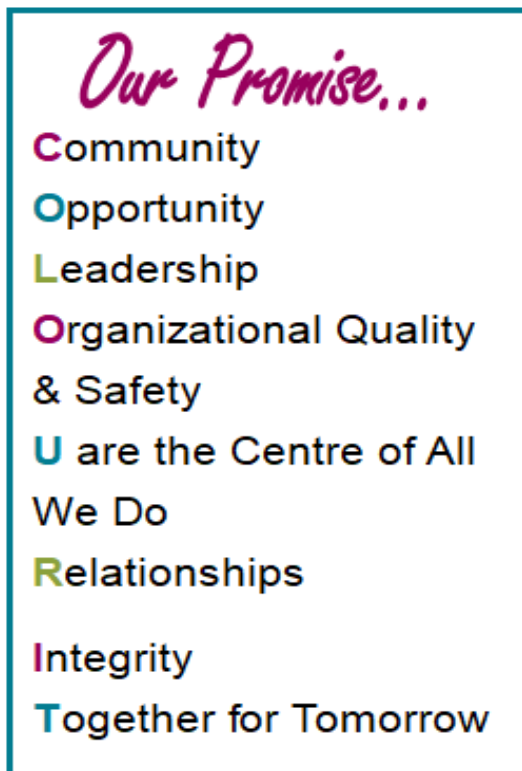 Our Promise...
Community
Opportunity
Leadership
Organizational Quality
& Safety
U are the Centre of All
We Do
Relationships
Integrity
Together for Tomorrow